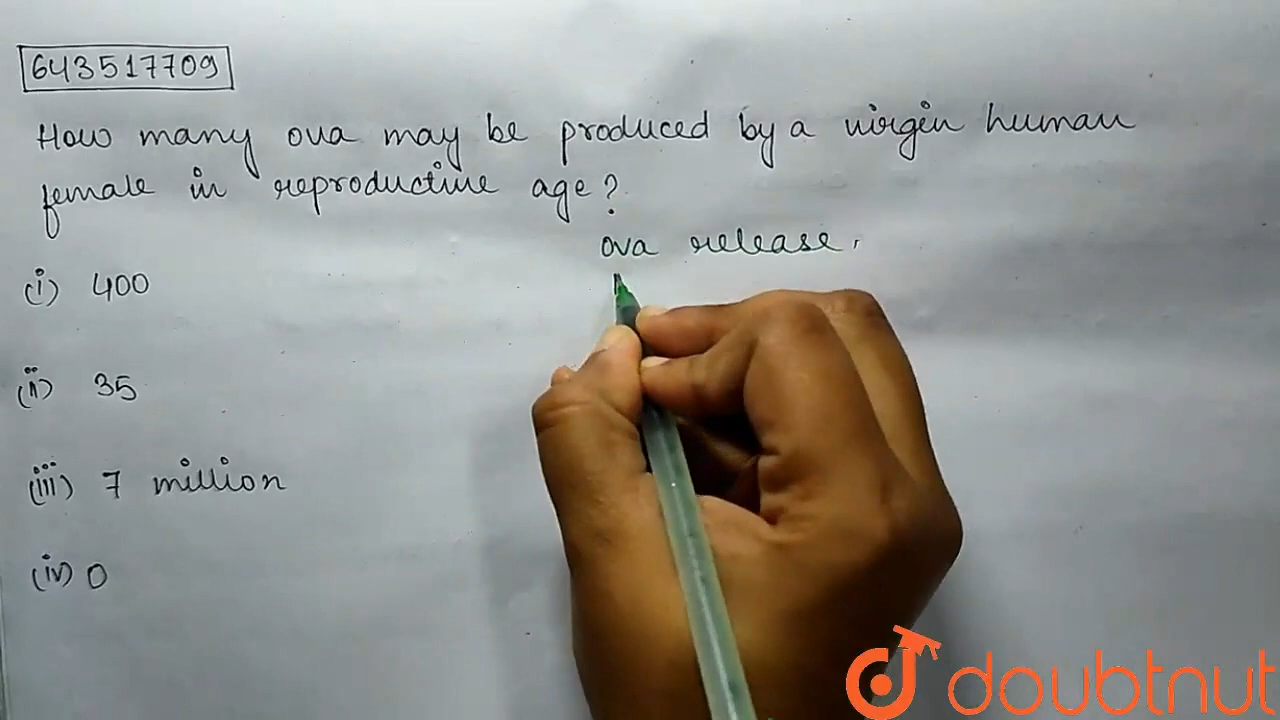 643517709
How many ova may be produced by a virgin human
female in reproductive age?
ova release,
(i) 400
(ii) 35
(iii) 7 million
(iv) 0
doubtnut